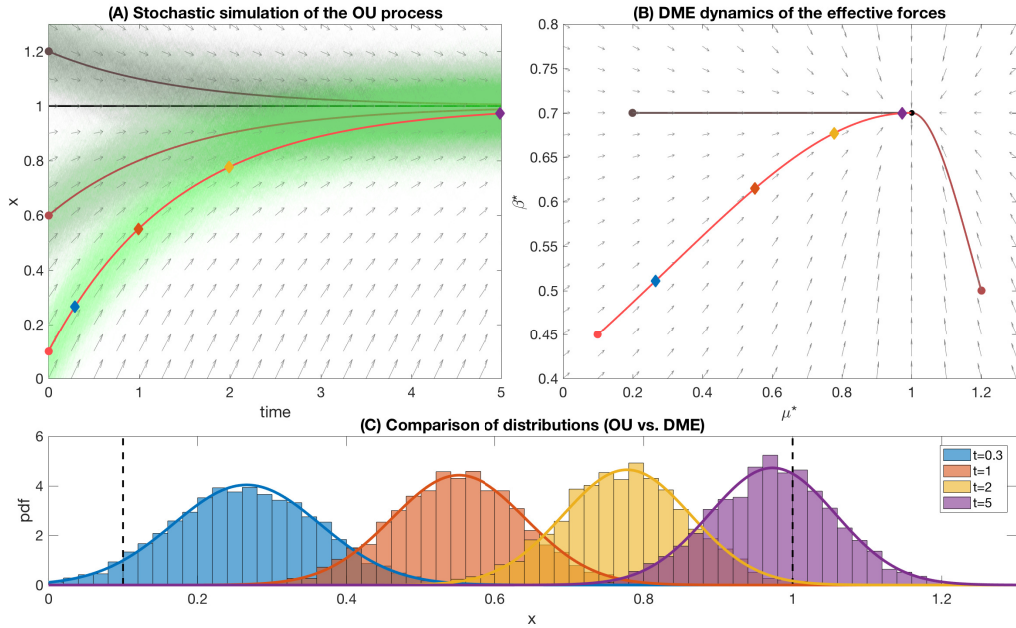 (A) Stochastic simulation of the OU process
x
1.2
1
0.8
0.6
0.4
0.2
0
0 1 2 3 4 5
time
(B) DME dynamics of the effective forces
β*
0.8
0.75
0.7
0.65
0.6
0.55
0.5
0.45
0.4
0 0.2 0.4 0.6 0.8 1 1.2
μ*
(C) Comparison of distributions (OU vs. DME)
pdf
6
4
2
0
t=0.3
t=1
t=2
t=5
0 0.2 0.4 0.6 0.8 1 1.2
x